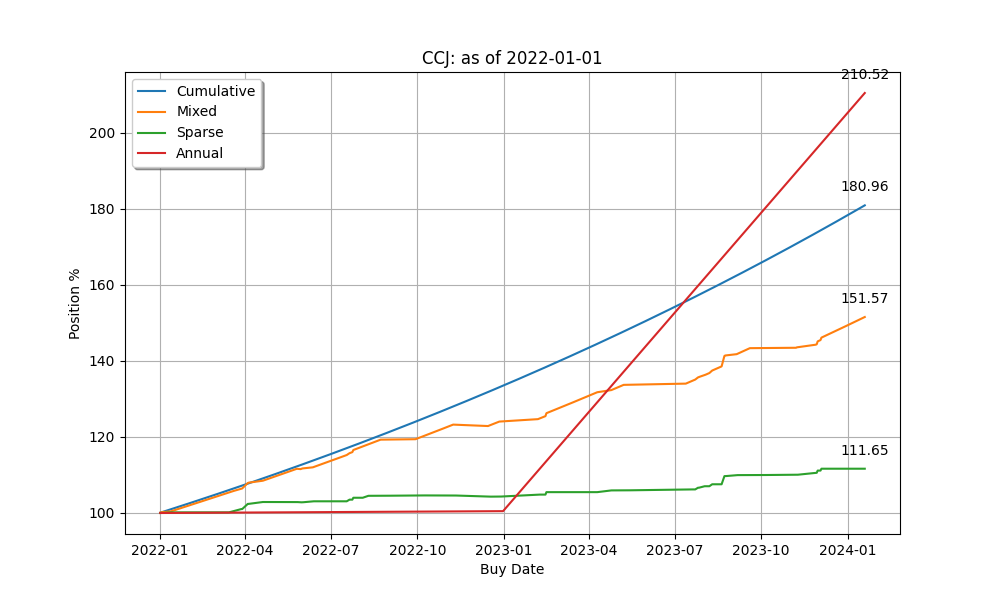 CCJ: as of 2022-01-01
210.52
Cumulative
Mixed
Sparse
Annual
200
180.96
180
Position %
160
151.57
140
120
111.65
100
2022-01 2022-04 2022-07 2022-10 2023-01 2023-04 2023-07 2023-10 2024-01
Buy Date